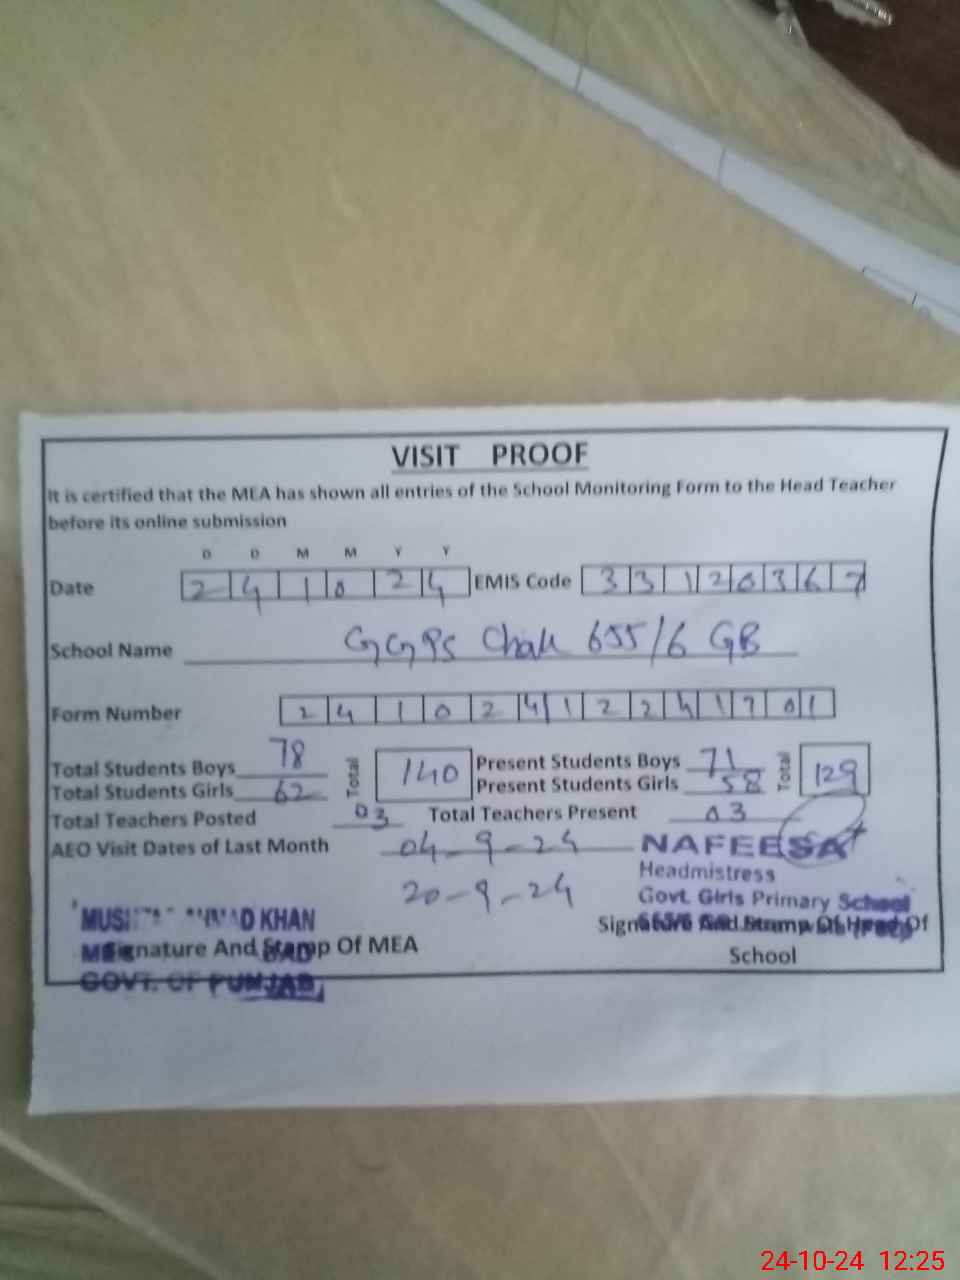 VISIT PROOF
It is certified that the MEA has shown all entries of the School Monitoring Form to the Head Teacher
before its online submission
D D M M Y Y
Date 2 4 1 0 2 4 EMIS Code 3 3 1 2 0 3 6 7
School Name GGPS Chak 655/6 GB
Form Number 2 4 1 0 2 4 1 2 2 4 1 7 0 1
Total Students Boys 78 Total 140 Present Students Boys 71 Total 129
Total Students Girls 62 Present Students Girls 58
Total Teachers Posted 03 Total Teachers Present 03
AEO Visit Dates of Last Month 04-9-24
20-9-24
NAFEESA
Headmistress
Govt. Girls Primary School
KHAN
Signature And Stamp Of MEA
GOVT. OF PUNJAB
Signature And Stamp Of Head Of
School
24-10-24 12:25